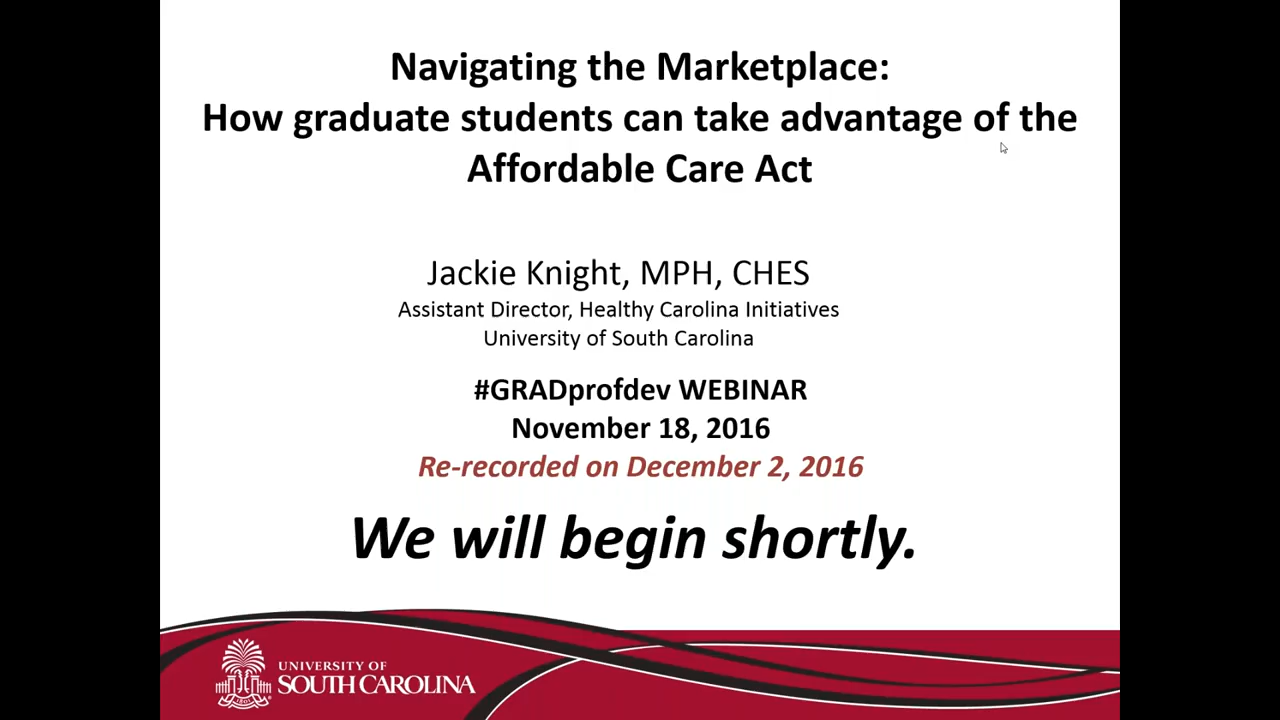 Navigating the Marketplace:
How graduate students can take advantage of the
Affordable Care Act
Jackie Knight, MPH, CHES
Assistant Director, Healthy Carolina Initiatives
University of South Carolina
#GRADprofdev WEBINAR
November 18, 2016
Re-recorded on December 2, 2016
We will begin shortly.
UNIVERSITY OF
SOUTH CAROLINA